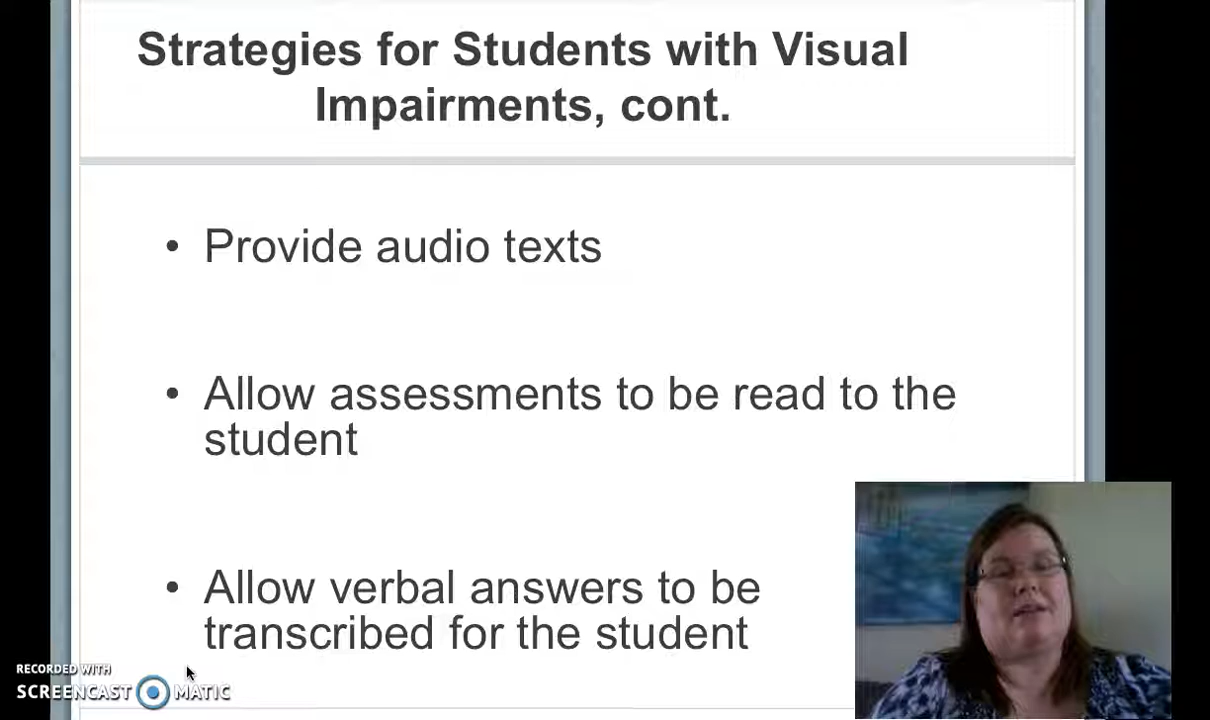 Strategies for Students with Visual
Impairments, cont.
• Provide audio texts
• Allow assessments to be read to the
student
• Allow verbal answers to be
transcribed for the student
RECORDED WITH
SCREENCAST MATIC